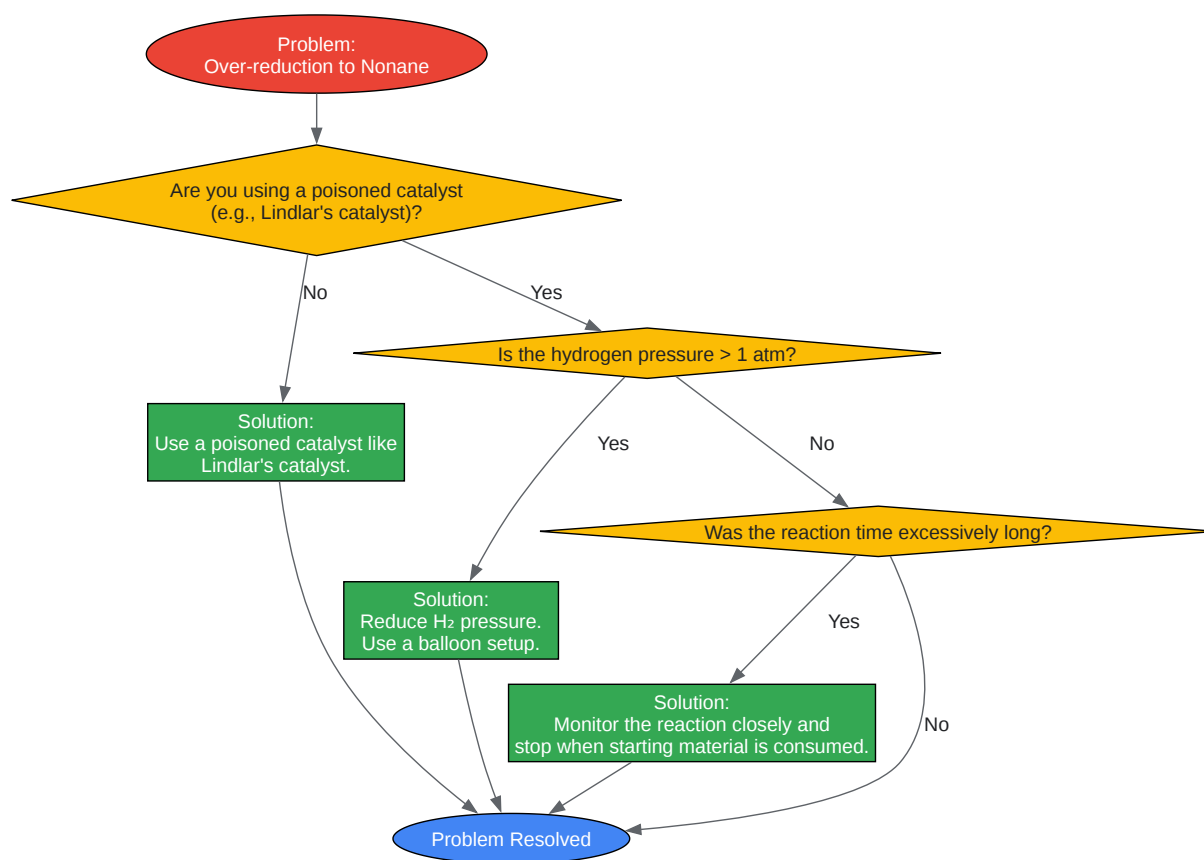 Problem:
Over-reduction to Nonane
Are you using a poisoned catalyst
(e.g., Lindlar's catalyst)?
No
Yes
Is the hydrogen pressure > 1 atm?
Solution:
Use a poisoned catalyst like
Lindlar's catalyst.
Yes
No
Was the reaction time excessively long?
Solution:
Reduce H₂ pressure.
Use a balloon setup.
Yes
Solution:
Monitor the reaction closely and
stop when starting material is consumed.
No
Problem Resolved